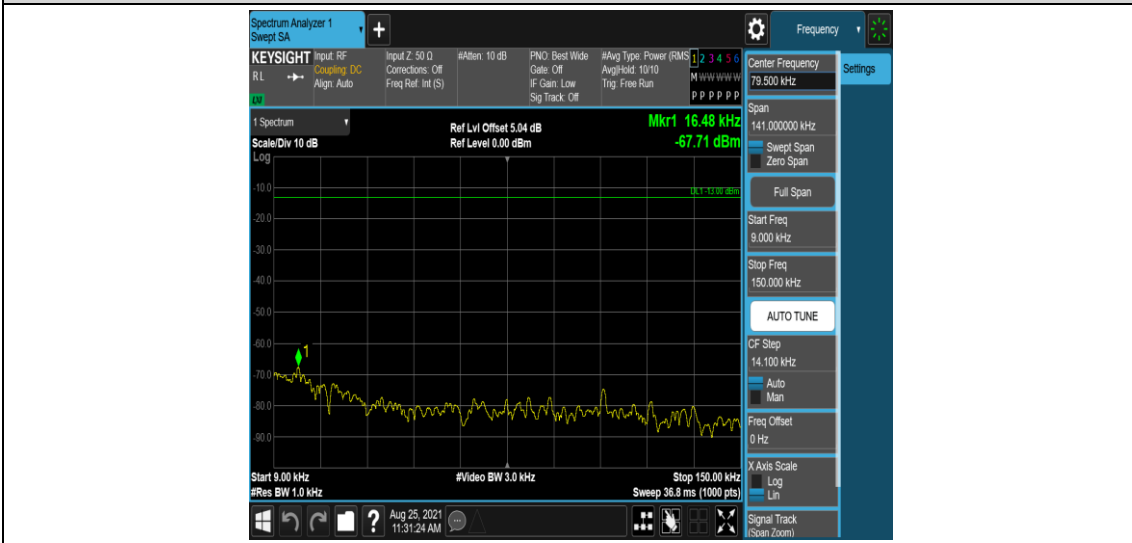 Spectrum Analyzer 1
Swept SA
+
Frequency
KEYSIGHT
RL
LXI
Input: RF
Coupling: DC
Align: Auto
Input Z: 50 Ω
Corrections: Off
Freq Ref: Int (S)
#Atten: 10 dB
PNO: Best Wide
Gate: Off
IF Gain: Low
Sig Track: Off
#Avg Type: Power (RMS
Avg|Hold: 10/10
Trig: Free Run
1 2 3 4 5 6
M W W W W W
P P P P P P
Center Frequency
79.500 kHz
Settings
Span
141.000000 kHz
Swept Span
Zero Span
Full Span
Start Freq
9.000 kHz
Stop Freq
150.000 kHz
AUTO TUNE
CF Step
14.100 kHz
Auto
Man
Freq Offset
0 Hz
X Axis Scale
Log
Lin
Signal Track
(Span Zoom)
1 Spectrum
Scale/Div 10 dB
Log
Ref Lvl Offset 5.04 dB
Ref Level 0.00 dBm
Mkr1 16.48 kHz
-67.71 dBm
DL1 -13.00 dBm
-10.0
-20.0
-30.0
-40.0
-50.0
-60.0
-70.0
-80.0
-90.0
1
Start 9.00 kHz
#Res BW 1.0 kHz
#Video BW 3.0 kHz
Stop 150.00 kHz
Sweep 36.8 ms (1000 pts)
?
Aug 25, 2021
11:31:24 AM